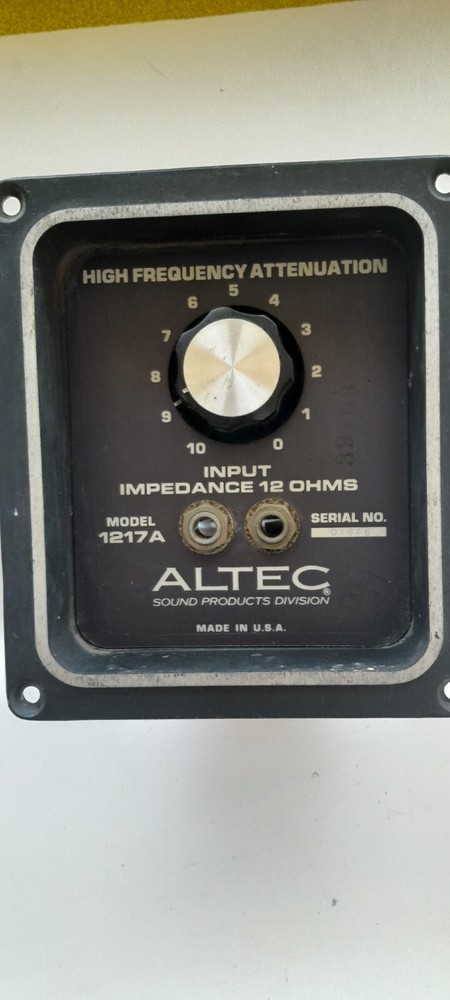 HIGH FREQUENCY ATTENUATION
5
6 4
7 3
8 2
9 1
10 0
INPUT
IMPEDANCE 12 OHMS
MODEL SERIAL NO.
1217A
ALTEC®
SOUND PRODUCTS DIVISION
MADE IN U.S.A.